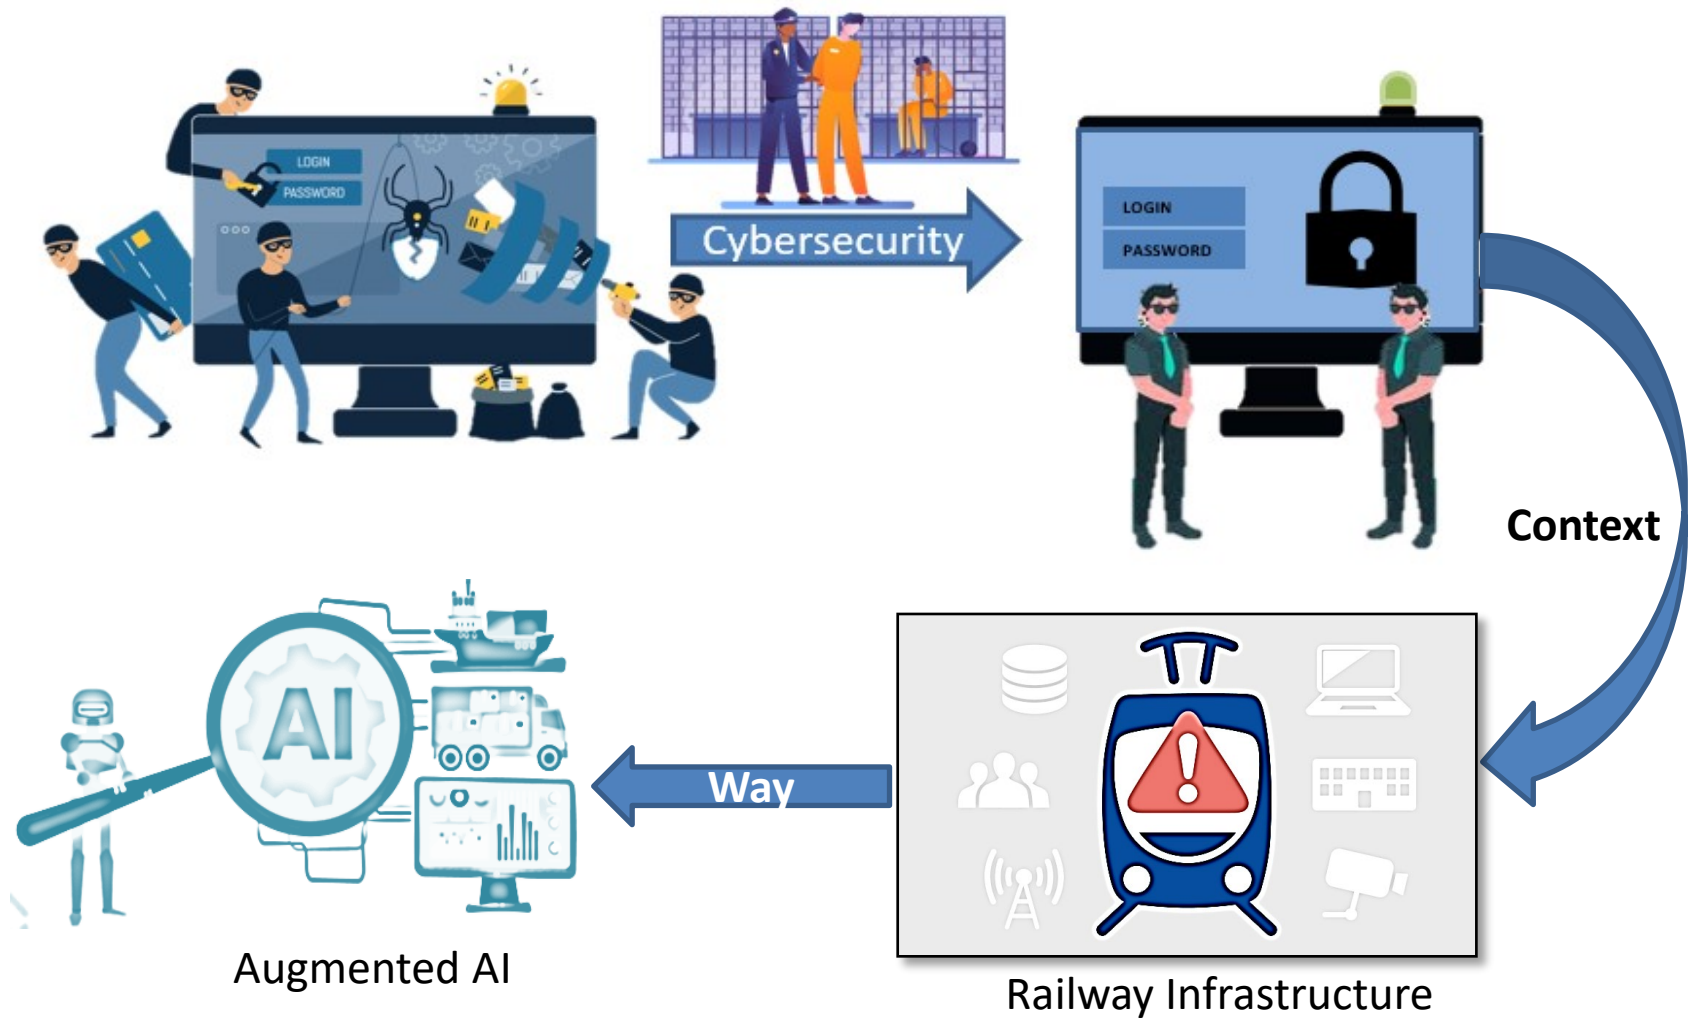 LOGIN
PASSWORD
Cybersecurity
LOGIN
PASSWORD
Context
AI
Way
Augmented AI
Railway Infrastructure